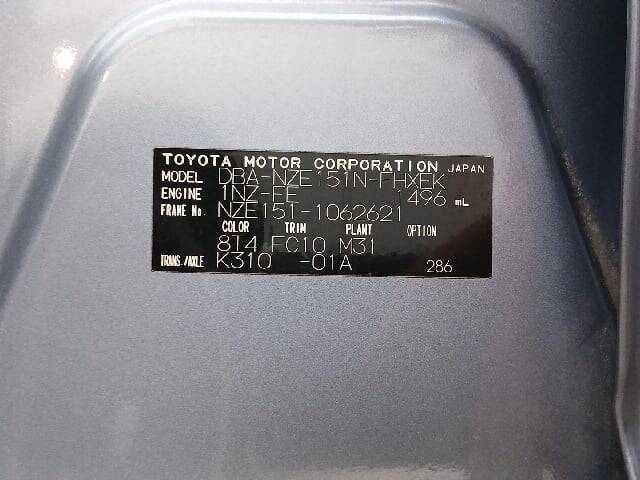 TOYOTA MOTOR CORPORATION JAPAN
MODEL DBA-NZE151N-FHXEK
ENGINE 1NZ-FE 1496 mL
FRAME No. NZE151-1062621
COLOR TRIM PLANT OPTION
8T4 FC10 M31
TRANS./AXLE K310 -01A 286